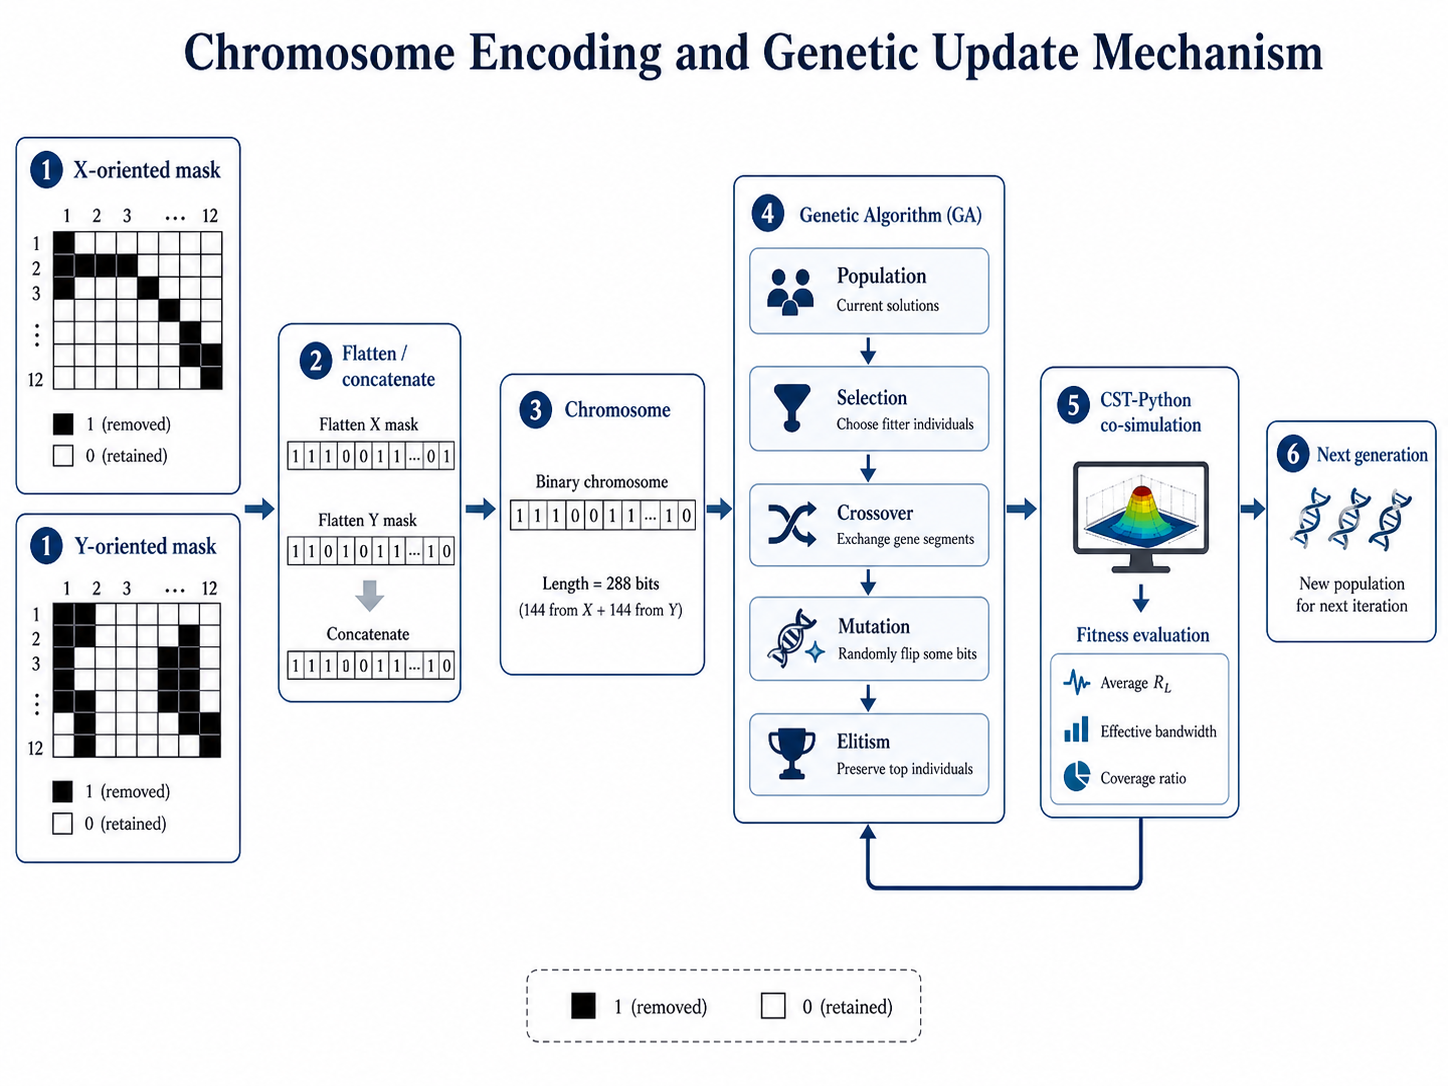 Chromosome Encoding and Genetic Update Mechanism
1 X-oriented mask
1 2 3 ... 12
1
2
3
⋮
12
1 (removed)
0 (retained)
1 Y-oriented mask
1 2 3 ... 12
1
2
3
⋮
12
1 (removed)
0 (retained)
2 Flatten /
concatenate
Flatten X mask
1 1 1 0 0 1 1 ... 0 1
Flatten Y mask
1 1 0 1 0 1 1 ... 1 0
Concatenate
1 1 1 0 0 1 1 ... 1 0
3 Chromosome
Binary chromosome
1 1 1 0 0 1 1 ... 1 0
Length = 288 bits
(144 from X + 144 from Y)
4 Genetic Algorithm (GA)
Population
Current solutions
Selection
Choose fitter individuals
Crossover
Exchange gene segments
Mutation
Randomly flip some bits
Elitism
Preserve top individuals
5 CST-Python
co-simulation
Fitness evaluation
Average R_L
Effective bandwidth
Coverage ratio
6 Next generation
New population
for next iteration
1 (removed) 0 (retained)